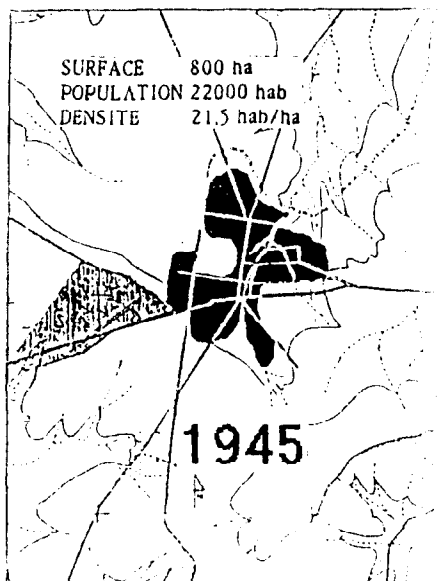 SURFACE 800 ha
POPULATION 22000 hab
DENSITE 21.5 hab/ha
1945